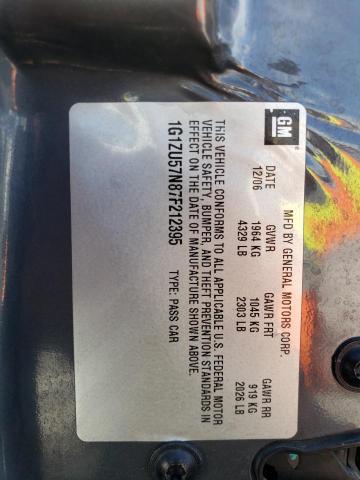 GM
MFD BY GENERAL MOTORS CORP.
DATE GVWR GAWR FRT GAWR RR
12/06 1964 KG 1045 KG 919 KG
4329 LB 2303 LB 2026 LB
THIS VEHICLE CONFORMS TO ALL APPLICABLE U.S. FEDERAL MOTOR
VEHICLE SAFETY, BUMPER, AND THEFT PREVENTION STANDARDS IN
EFFECT ON THE DATE OF MANUFACTURE SHOWN ABOVE.
1G1ZU57N87F212395 TYPE: PASS CAR